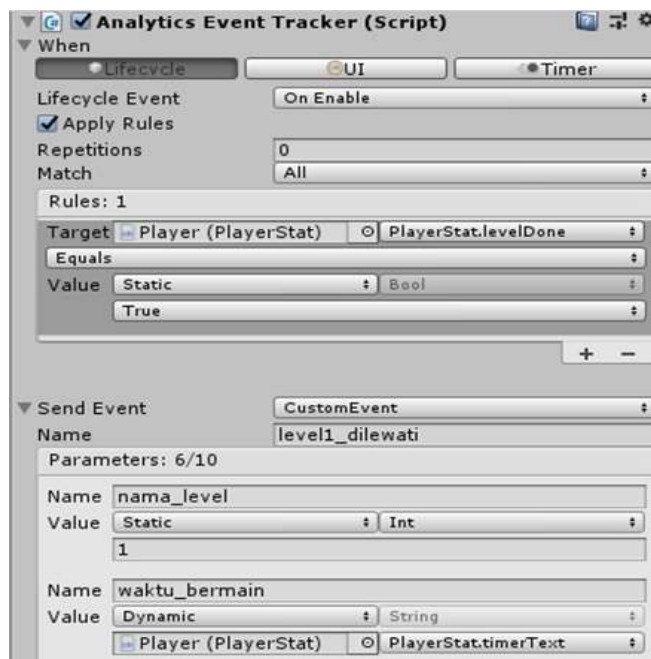 Analytics Event Tracker (Script)
When
Lifecycle UI Timer
Lifecycle Event On Enable
Apply Rules
Repetitions 0
Match All
Rules: 1
Target Player (PlayerStat) PlayerStat.levelDone
Equals
Value Static Bool
True
+ −
Send Event CustomEvent
Name level1_dilewati
Parameters: 6/10
Name nama_level
Value Static Int
1
Name waktu_bermain
Value Dynamic String
Player (PlayerStat) PlayerStat.timerText